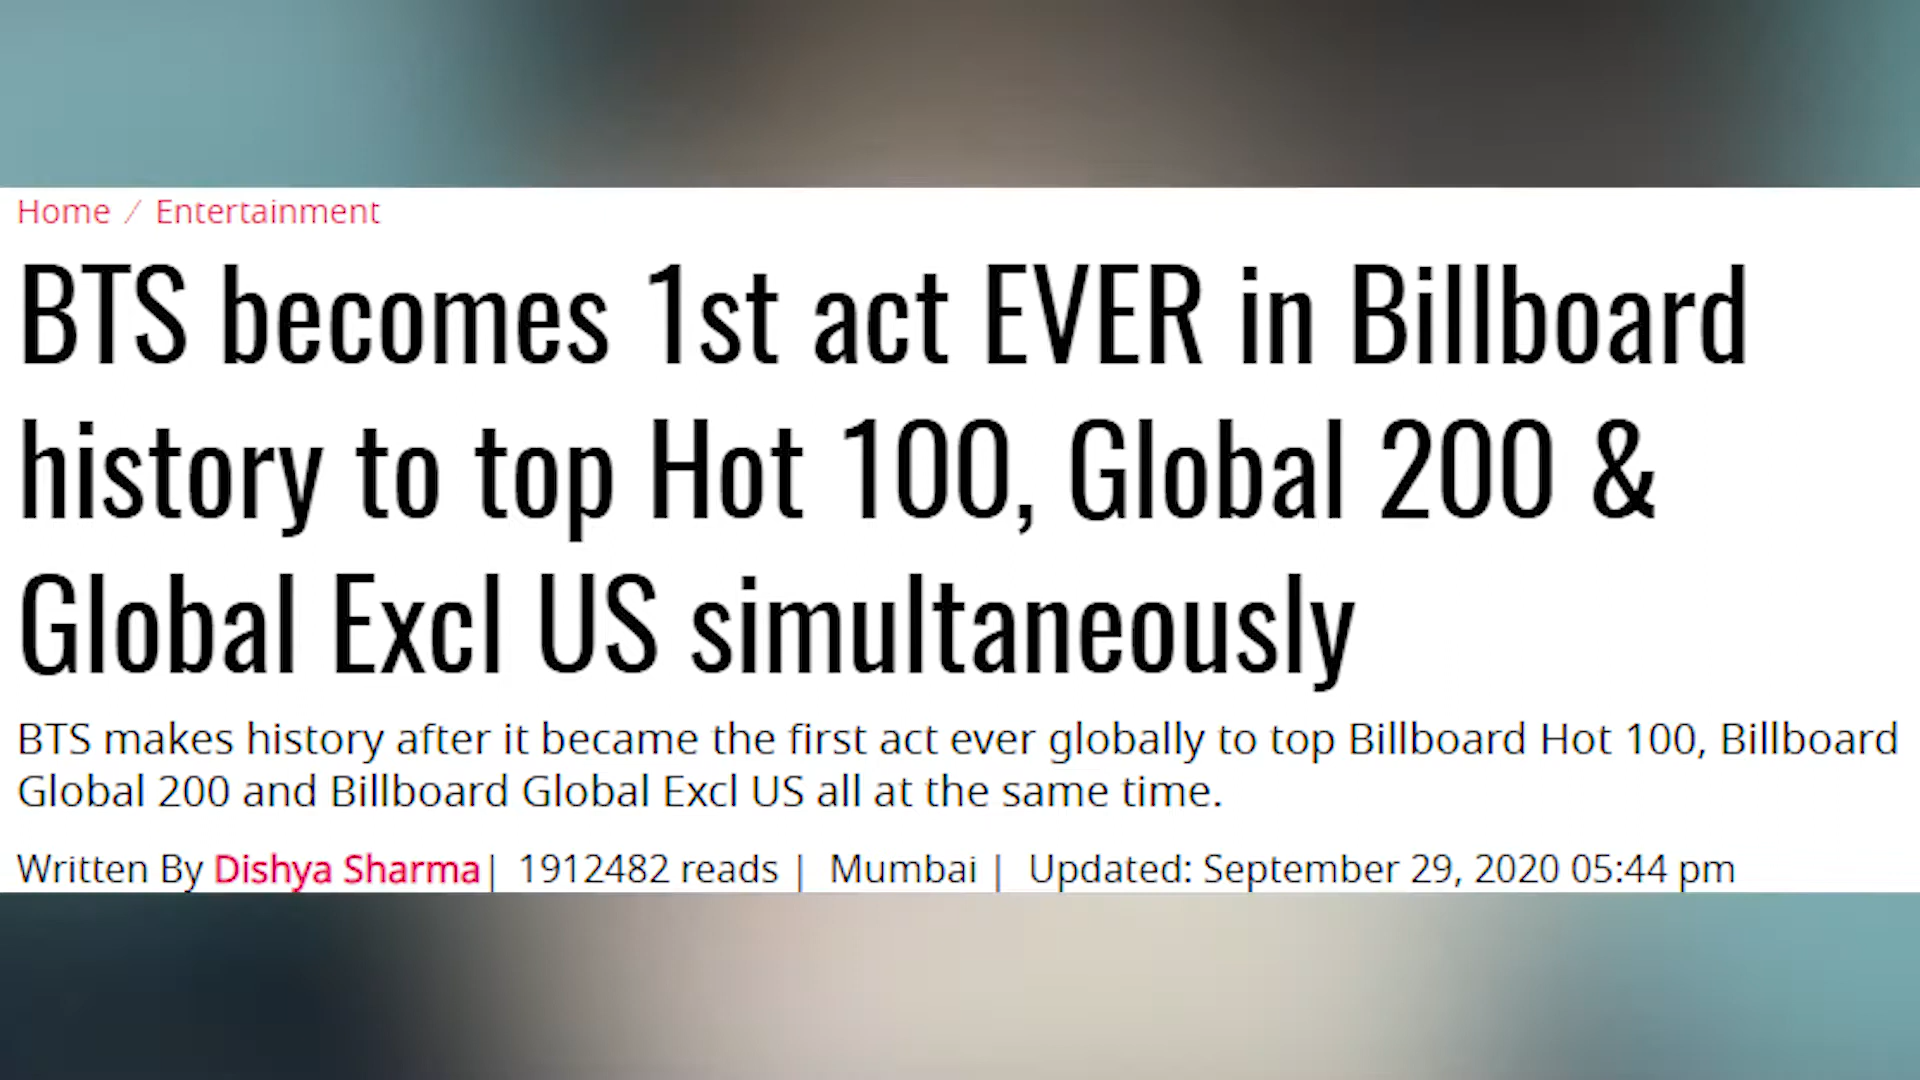 Home / Entertainment
BTS becomes 1st act EVER in Billboard
history to top Hot 100, Global 200 &
Global Excl US simultaneously
BTS makes history after it became the first act ever globally to top Billboard Hot 100, Billboard
Global 200 and Billboard Global Excl US all at the same time.
Written By Dishya Sharma| 1912482 reads | Mumbai | Updated: September 29, 2020 05:44 pm